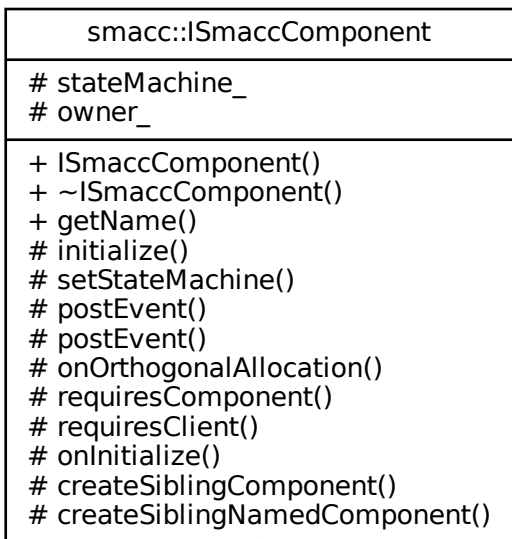 smacc::ISmaccComponent
# stateMachine_
# owner_
+ ISmaccComponent()
+ ~ISmaccComponent()
+ getName()
# initialize()
# setStateMachine()
# postEvent()
# postEvent()
# onOrthogonalAllocation()
# requiresComponent()
# requiresClient()
# onInitialize()
# createSiblingComponent()
# createSiblingNamedComponent()